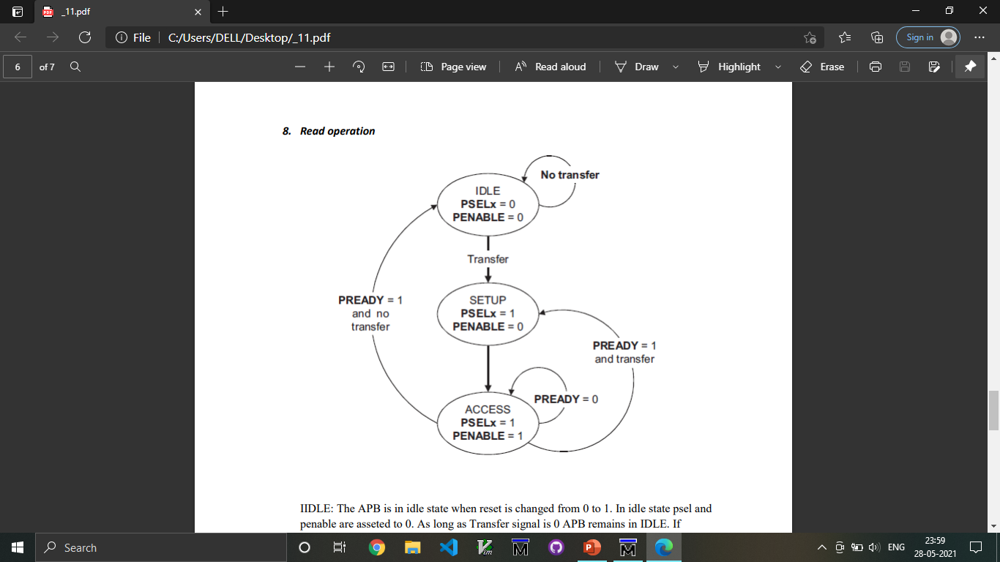 _11.pdf
File
C:/Users/DELL/Desktop/_11.pdf
Sign in
6
of 7
Page view
Read aloud
Draw
Highlight
Erase
8. Read operation
No transfer
IDLE
PSELx = 0
PENABLE = 0
Transfer
PREADY = 1
and no
transfer
SETUP
PSELx = 1
PENABLE = 0
PREADY = 1
and transfer
PREADY = 0
ACCESS
PSELx = 1
PENABLE = 1
IIDLE: The APB is in idle state when reset is changed from 0 to 1. In idle state psel and
penable are asseted to 0. As long as Transfer signal is 0 APB remains in IDLE. If
Search
ENG
23:59
28-05-2021